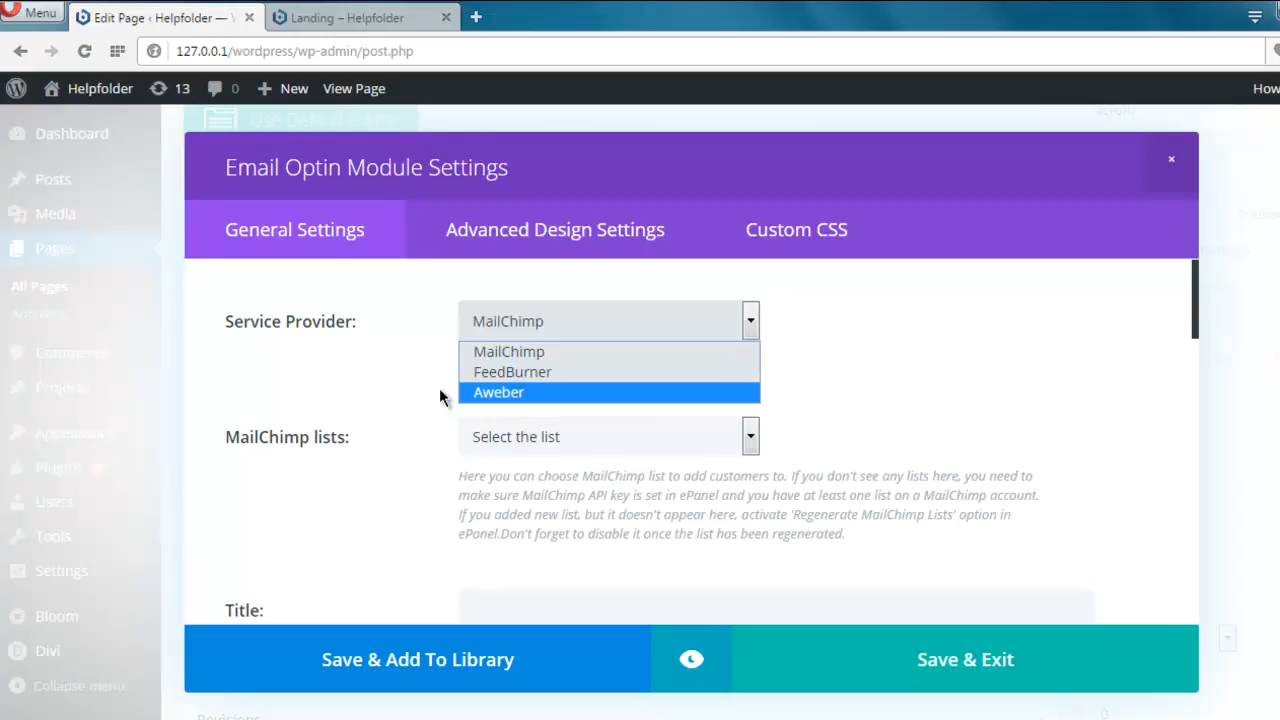 Menu
Edit Page ‹ Helpfolder —
Landing – Helpfolder
127.0.0.1/wordpress/wp-admin/post.php
Helpfolder 13 0 New View Page How
Dashboard
Posts
Media
Pages
All Pages
Comments
Projects
Appearance
Plugins
Users
Tools
Settings
Bloom
Divi
Collapse menu
Email Optin Module Settings
×
General Settings
Advanced Design Settings
Custom CSS
Service Provider:
MailChimp
MailChimp
FeedBurner
Aweber
MailChimp lists:
Select the list
Here you can choose MailChimp list to add customers to. If you don't see any lists here, you need to
make sure MailChimp API key is set in ePanel and you have at least one list on a MailChimp account.
If you added new list, but it doesn't appear here, activate 'Regenerate MailChimp Lists' option in
ePanel.Don't forget to disable it once the list has been regenerated.
Title:
Save & Add To Library
Save & Exit
Revisions